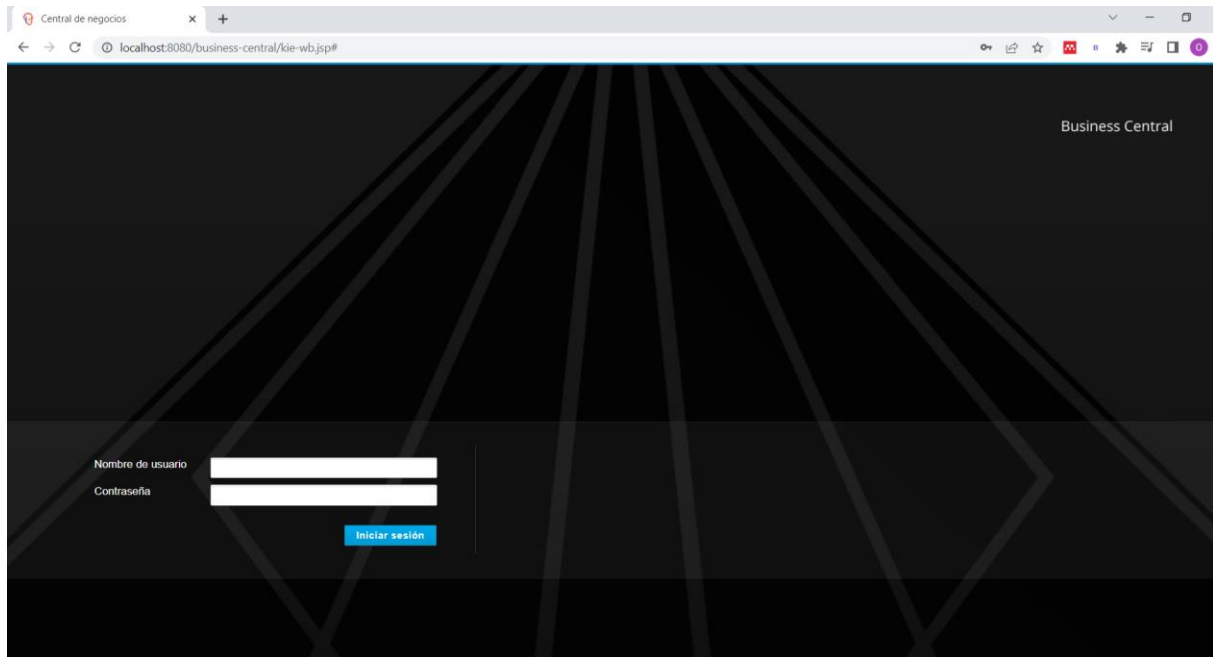 Central de negocios
localhost:8080/business-central/kie-wb.jsp#
O
Business Central
Nombre de usuario
Contraseña
Iniciar sesión